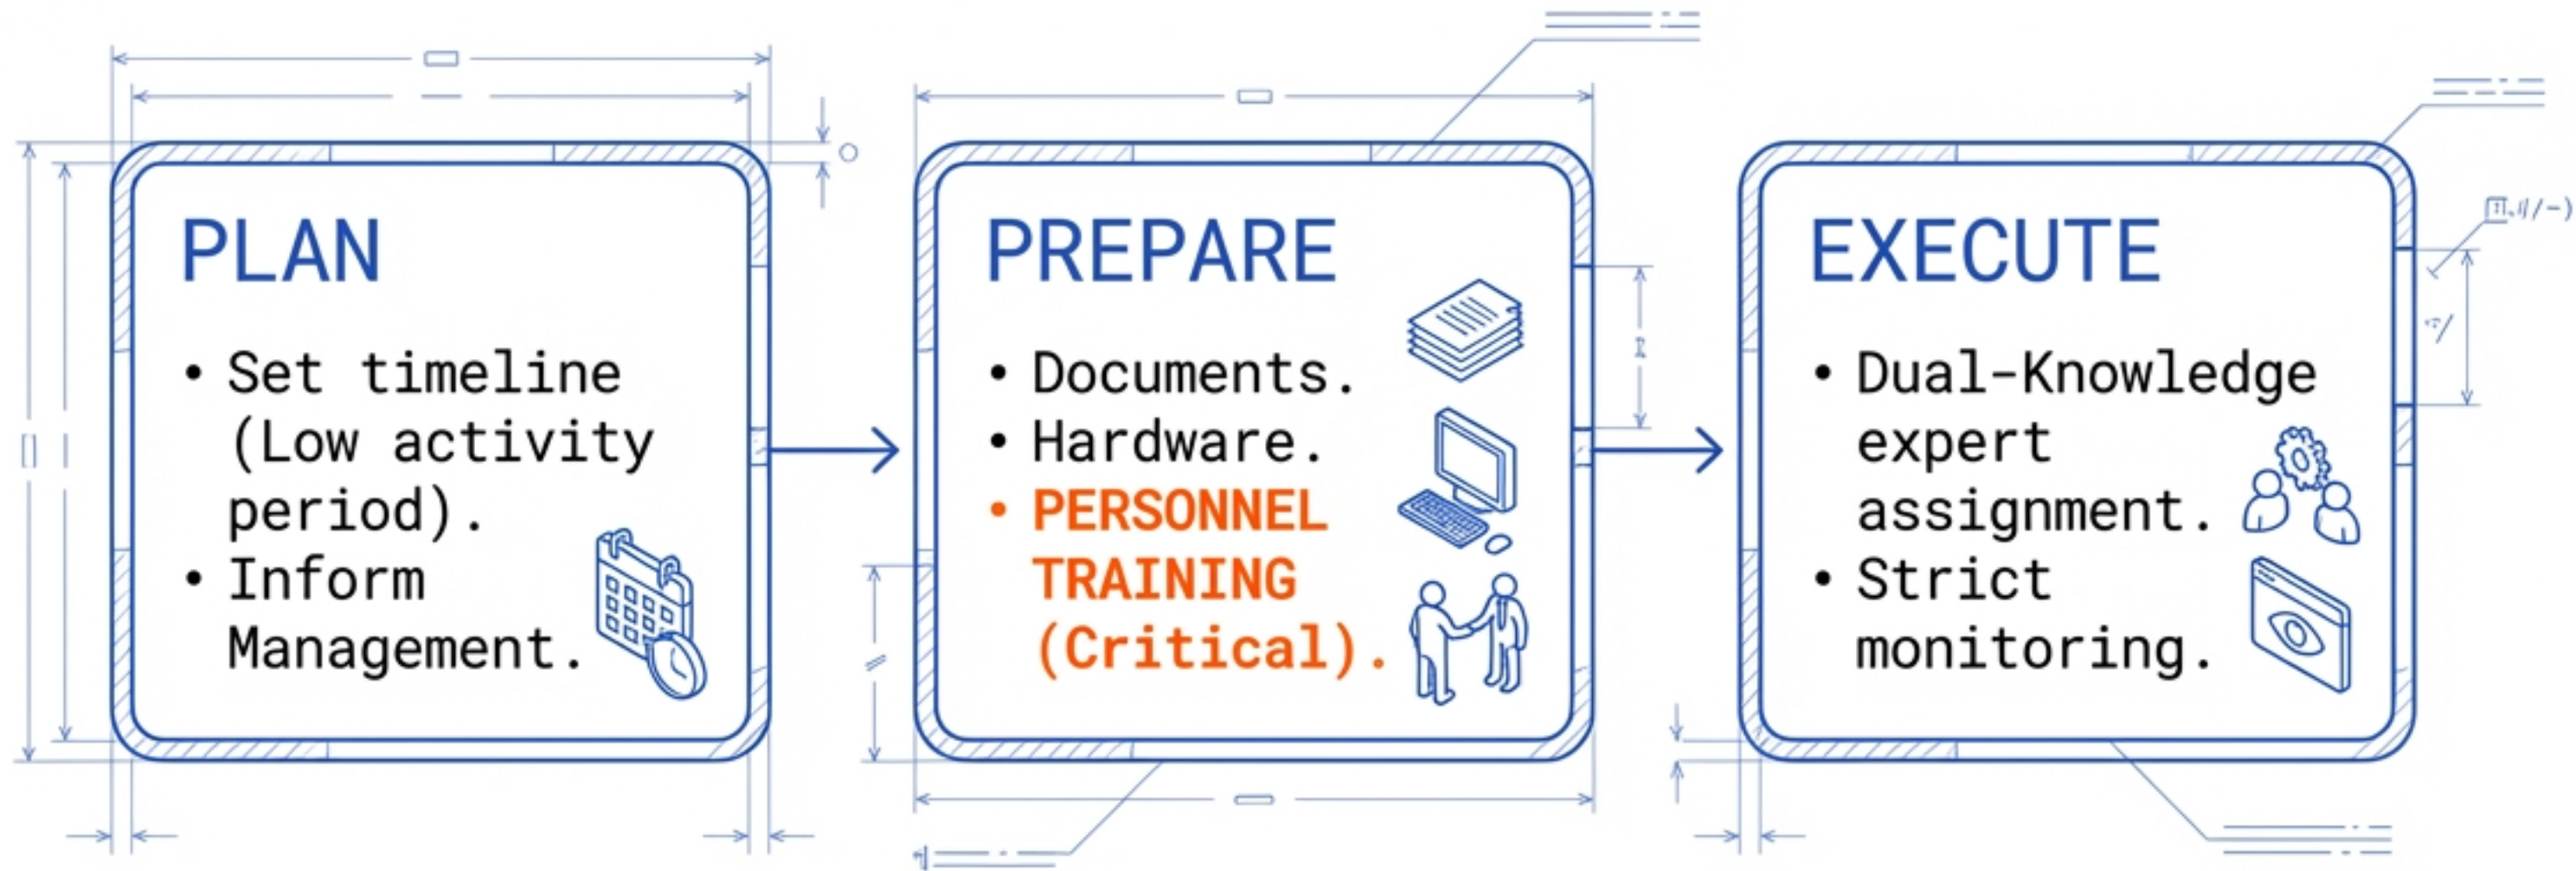 PLAN
• Set timeline
(Low activity
period).
• Inform
Management.
PREPARE
• Documents.
• Hardware.
• PERSONNEL
TRAINING
(Critical).
EXECUTE
• Dual-Knowledge
expert
assignment.
• Strict
monitoring.